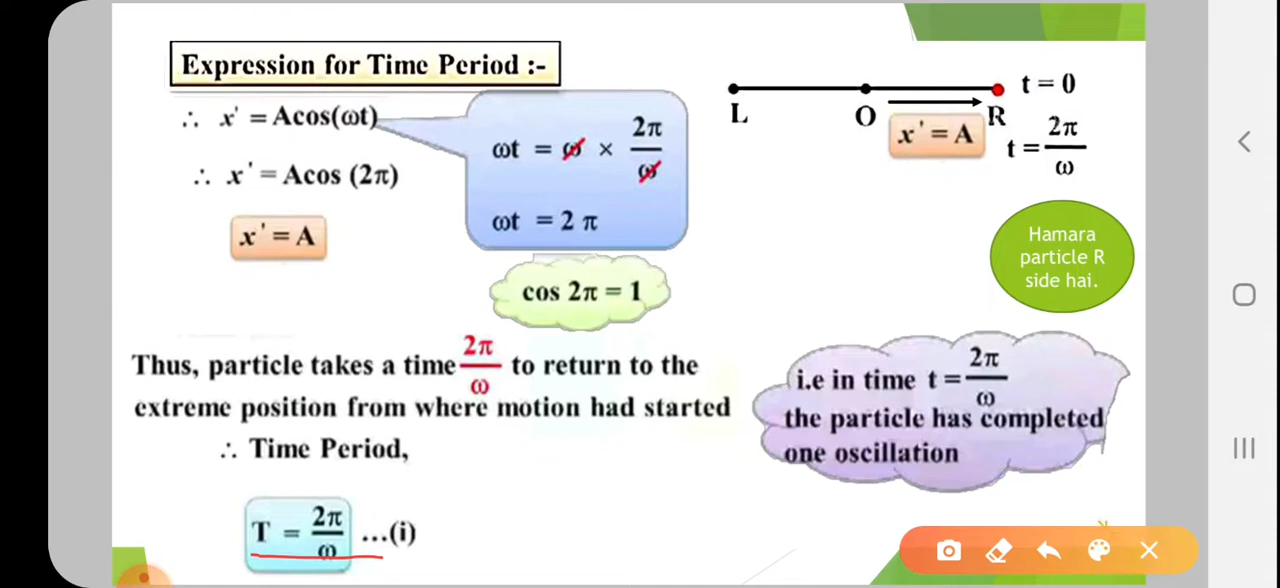 Expression for Time Period :-
∴ x' = Acos(ωt)
∴ x' = Acos (2π)
x' = A
ωt = ω × 2π/ω
ωt = 2 π
cos 2π = 1
L O R t = 0
x' = A
t = 2π/ω
Hamara
particle R
side hai.
Thus, particle takes a time 2π/ω to return to the
extreme position from where motion had started
∴ Time Period,
T = 2π/ω ...(i)
i.e in time t = 2π/ω
the particle has completed
one oscillation